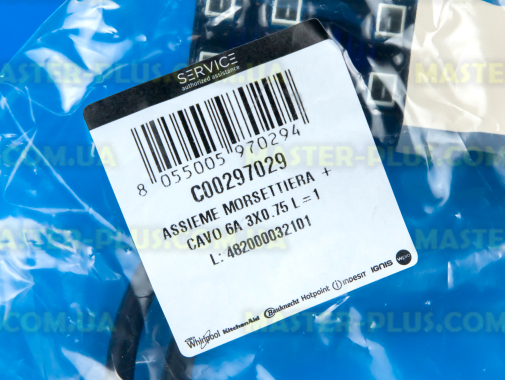 SERVICE
authorized assistance
8 055005 970294
C00297029
ASSIEME MORSETTIERA +
CAVO 6A 3X0.75 L=1
L: 482000032101
Whirlpool KitchenAid Bauknecht Hotpoint indesit IGNIS
MASTER-PLUS.COM.UA